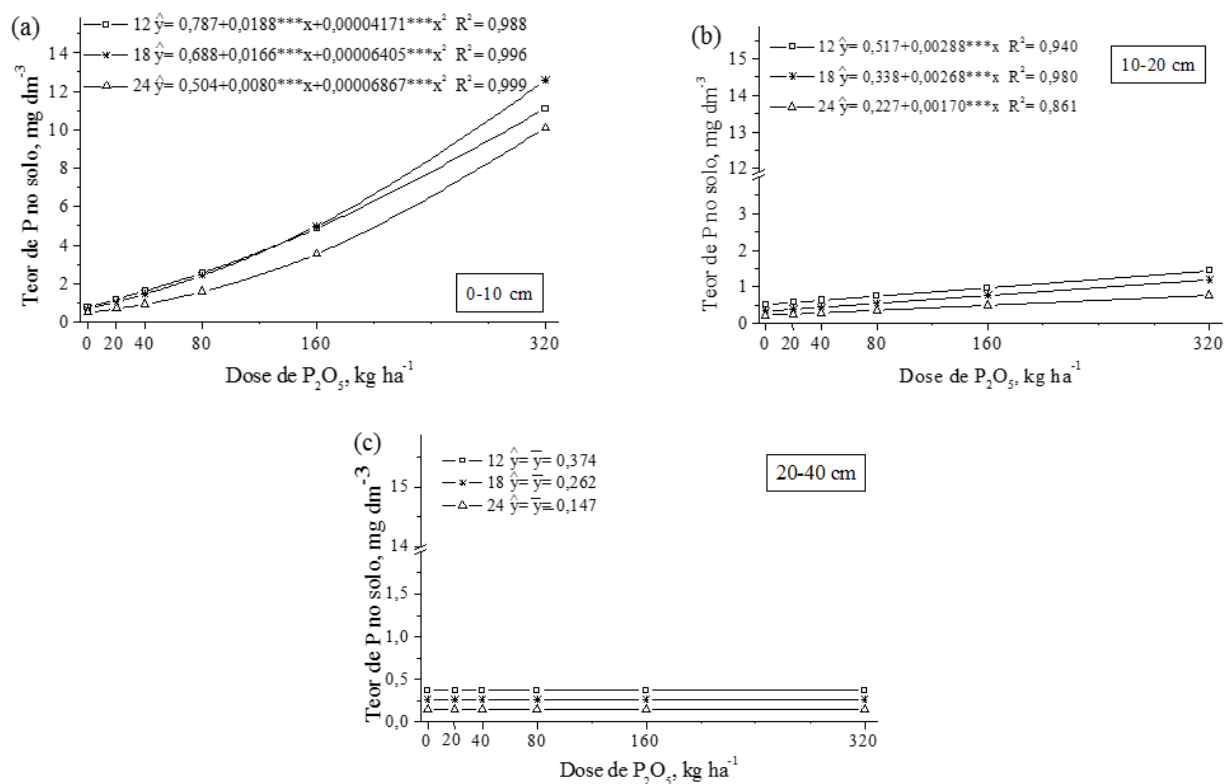 (a)
12 ŷ= 0,787+0,0188***x+0,00004171***x² R²= 0,988
18 ŷ= 0,688+0,0166***x+0,00006405***x² R²= 0,996
24 ŷ= 0,504+0,0080***x+0,00006867***x² R²= 0,999
Teor de P no solo, mg dm⁻³
14
12
10
8
6
4
2
0
0-10 cm
0 20 40 80 160 320
Dose de P₂O₅, kg ha⁻¹
(b)
12 ŷ= 0,517+0,00288***x R²= 0,940
18 ŷ= 0,338+0,00268***x R²= 0,980
24 ŷ= 0,227+0,00170***x R²= 0,861
10-20 cm
Teor de P no solo, mg dm⁻³
15
14
13
12
3
2
1
0
0 20 40 80 160 320
Dose de P₂O₅, kg ha⁻¹
(c)
12 ŷ= y̅= 0,374
18 ŷ= y̅= 0,262
24 ŷ= y̅= 0,147
20-40 cm
Teor de P no solo, mg dm⁻³
15
14
1,5
1,0
0,5
0,0
0 20 40 80 160 320
Dose de P₂O₅, kg ha⁻¹